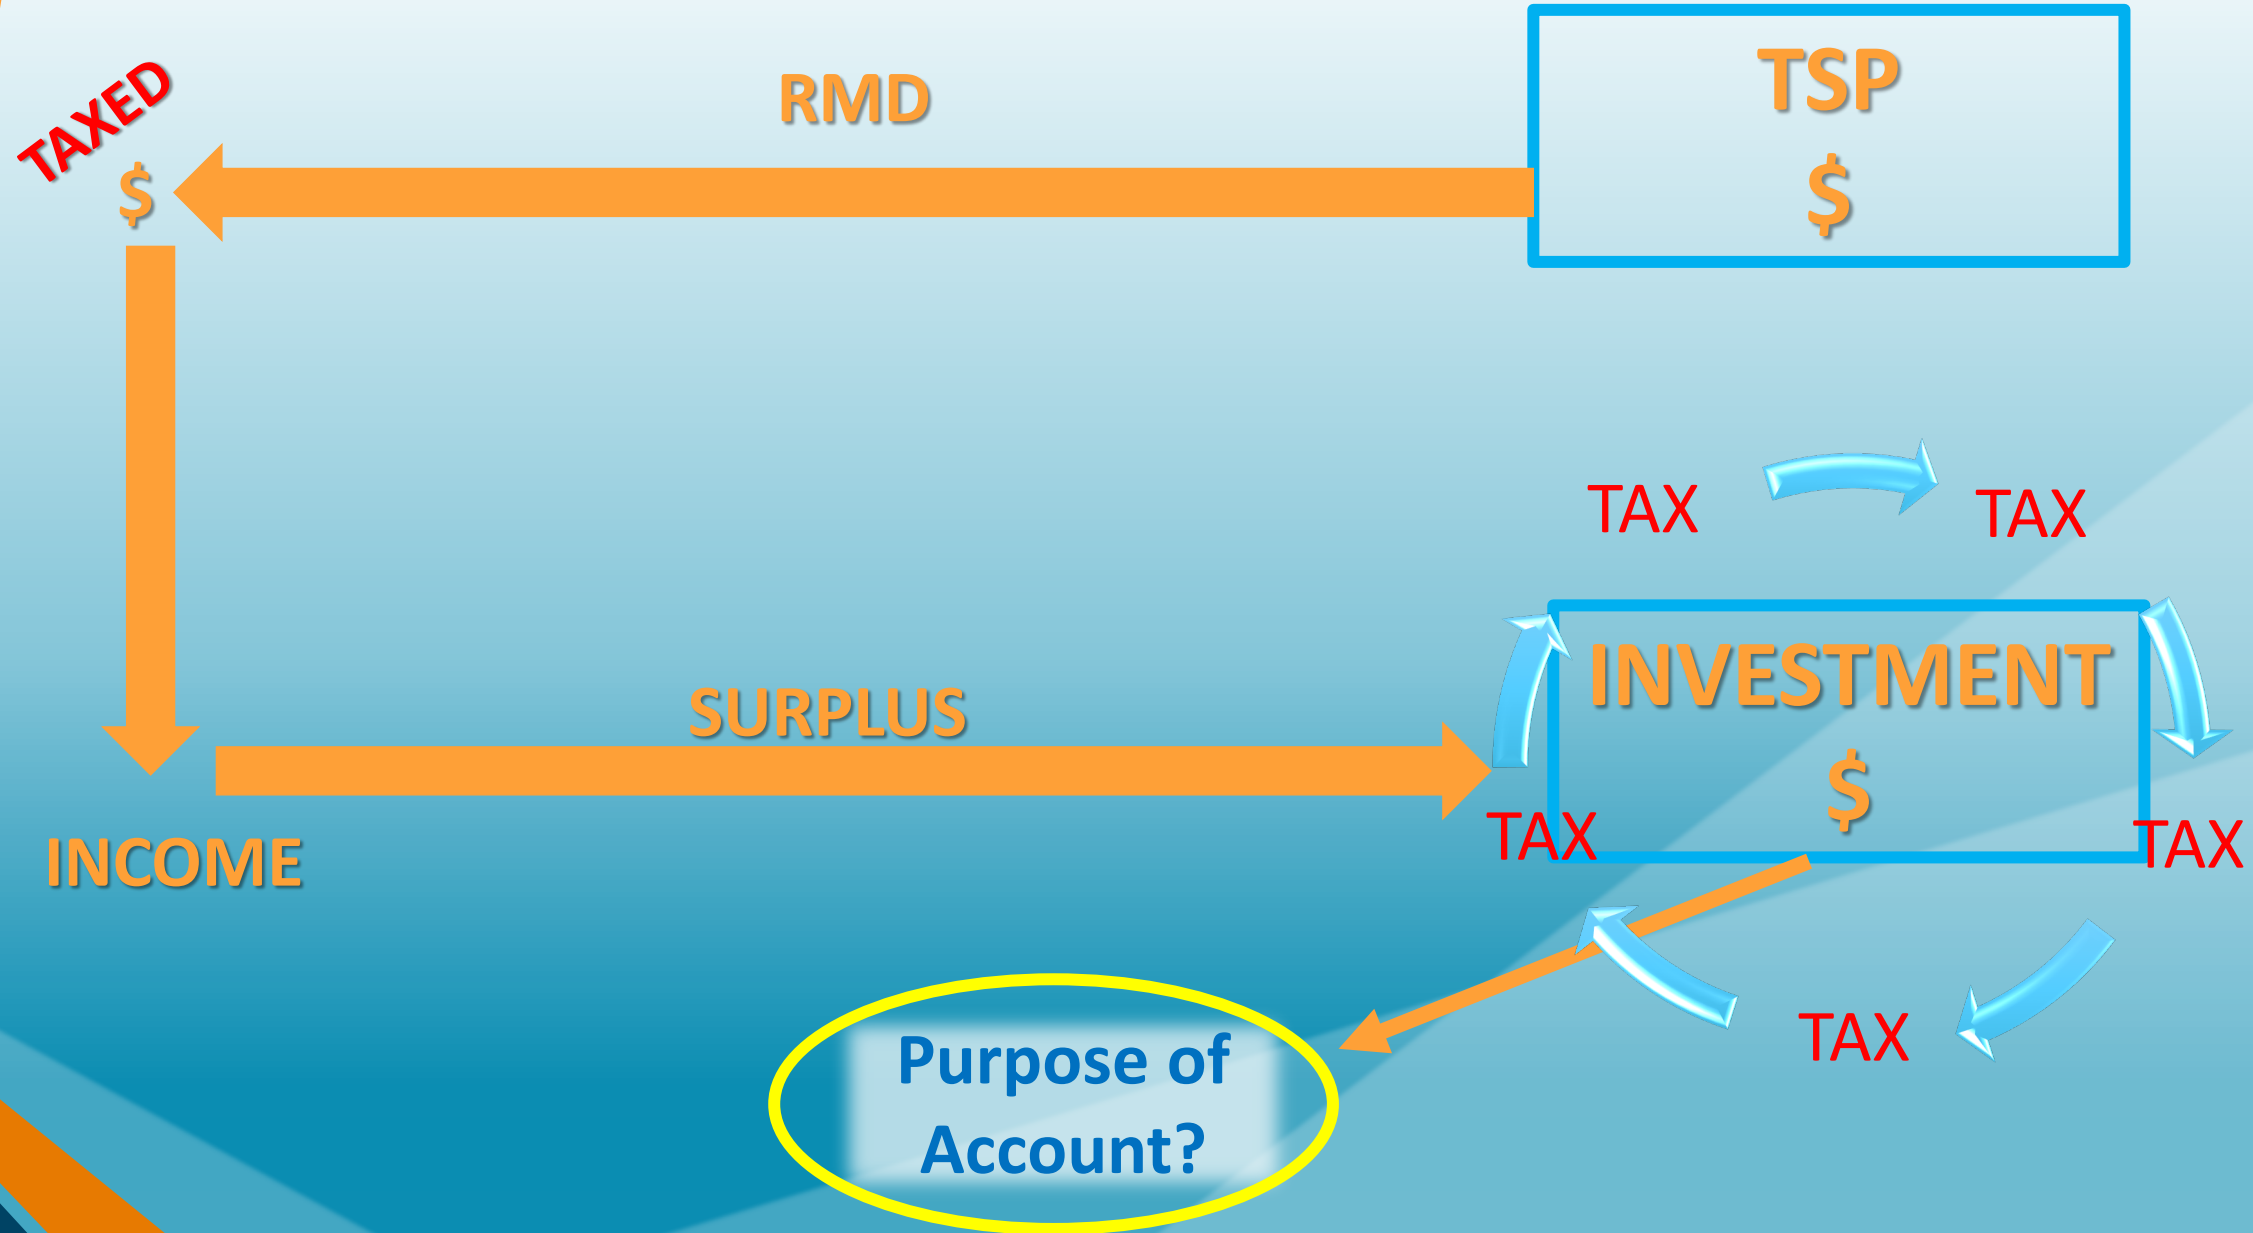 TSP
$
RMD
TAXED
$
INCOME
SURPLUS
INVESTMENT
$
TAX
TAX
TAX
TAX
TAX
Purpose of
Account?